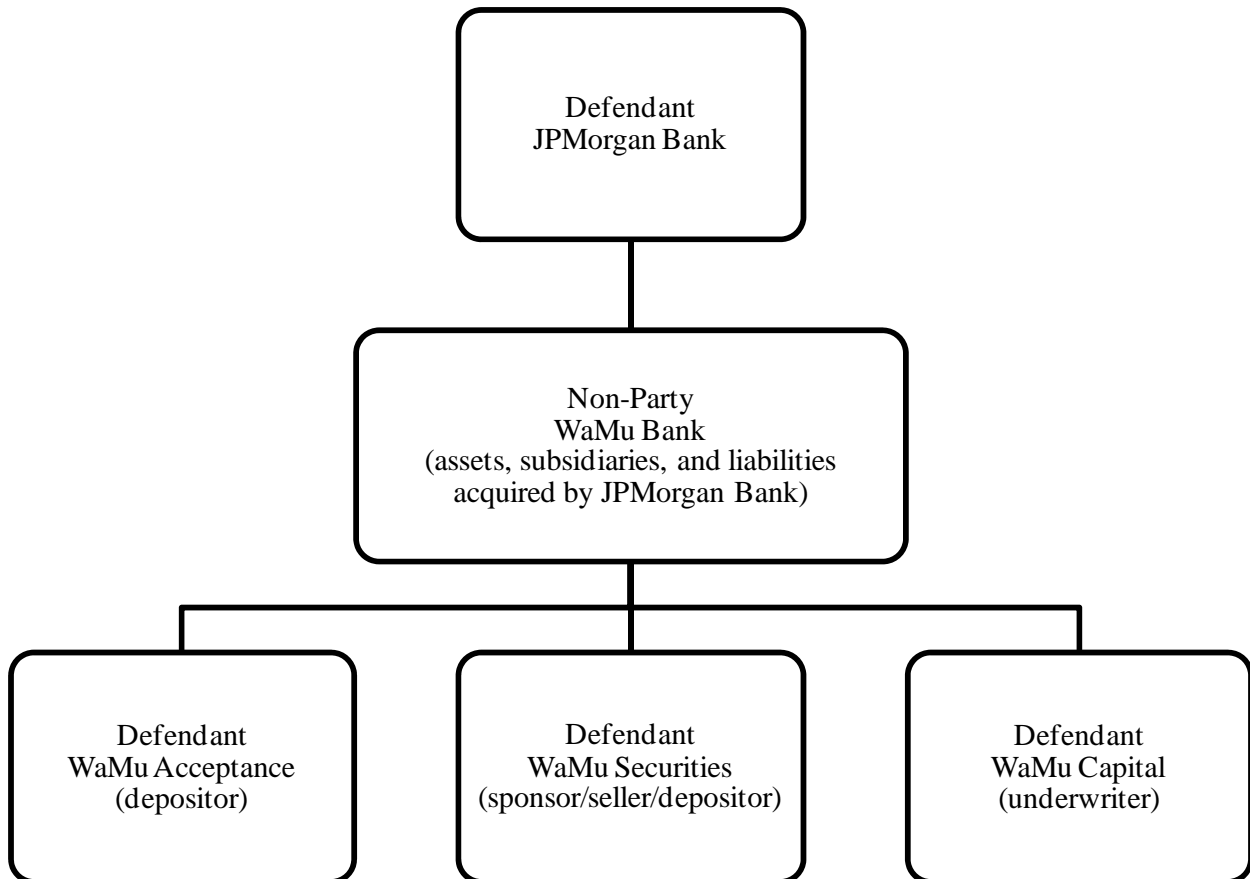 Defendant
JPMorgan Bank
Non-Party
WaMu Bank
(assets, subsidiaries, and liabilities
acquired by JPMorgan Bank)
Defendant
WaMu Acceptance
(depositor)
Defendant
WaMu Securities
(sponsor/seller/depositor)
Defendant
WaMu Capital
(underwriter)